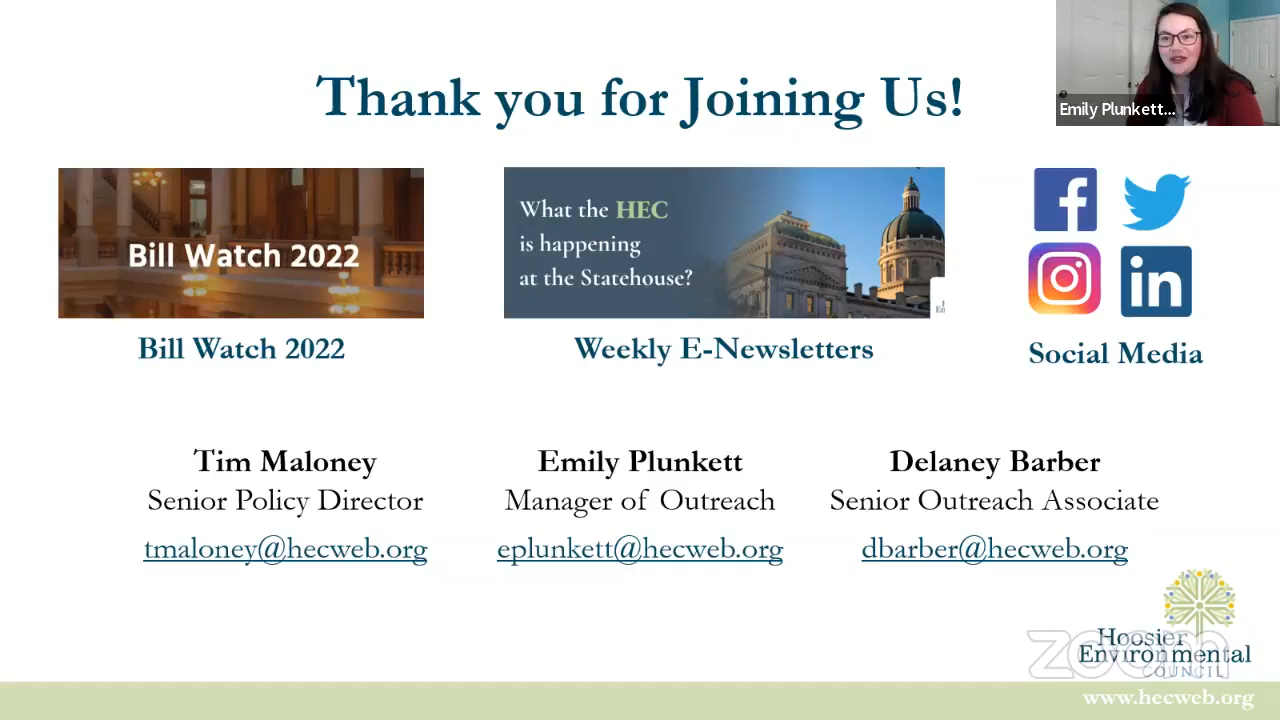 Thank you for Joining Us!
Emily Plunkett...
Bill Watch 2022
What the HEC
is happening
at the Statehouse?
Bill Watch 2022
Weekly E-Newsletters
Social Media
Tim Maloney
Senior Policy Director
tmaloney@hecweb.org
Emily Plunkett
Manager of Outreach
eplunkett@hecweb.org
Delaney Barber
Senior Outreach Associate
dbarber@hecweb.org
zoom
Hoosier
Environmental
COUNCIL
www.hecweb.org